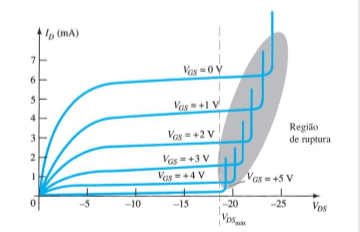 I_D (mA)
7
6
5
4
3
2
1
0
V_GS = 0 V
V_GS = +1 V
V_GS = +2 V
V_GS = +3 V
V_GS = +4 V
V_GS = +5 V
Região
de ruptura
−5
−10
−15
−20
−25
V_DS
V_DSmáx